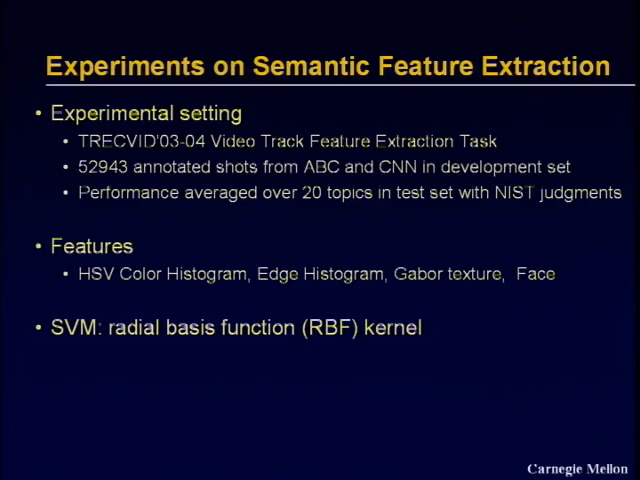 Experiments on Semantic Feature Extraction
• Experimental setting
• TRECVID'03-04 Video Track Feature Extraction Task
• 52943 annotated shots from ABC and CNN in development set
• Performance averaged over 20 topics in test set with NIST judgments
• Features
• HSV Color Histogram, Edge Histogram, Gabor texture, Face
• SVM: radial basis function (RBF) kernel
Carnegie Mellon